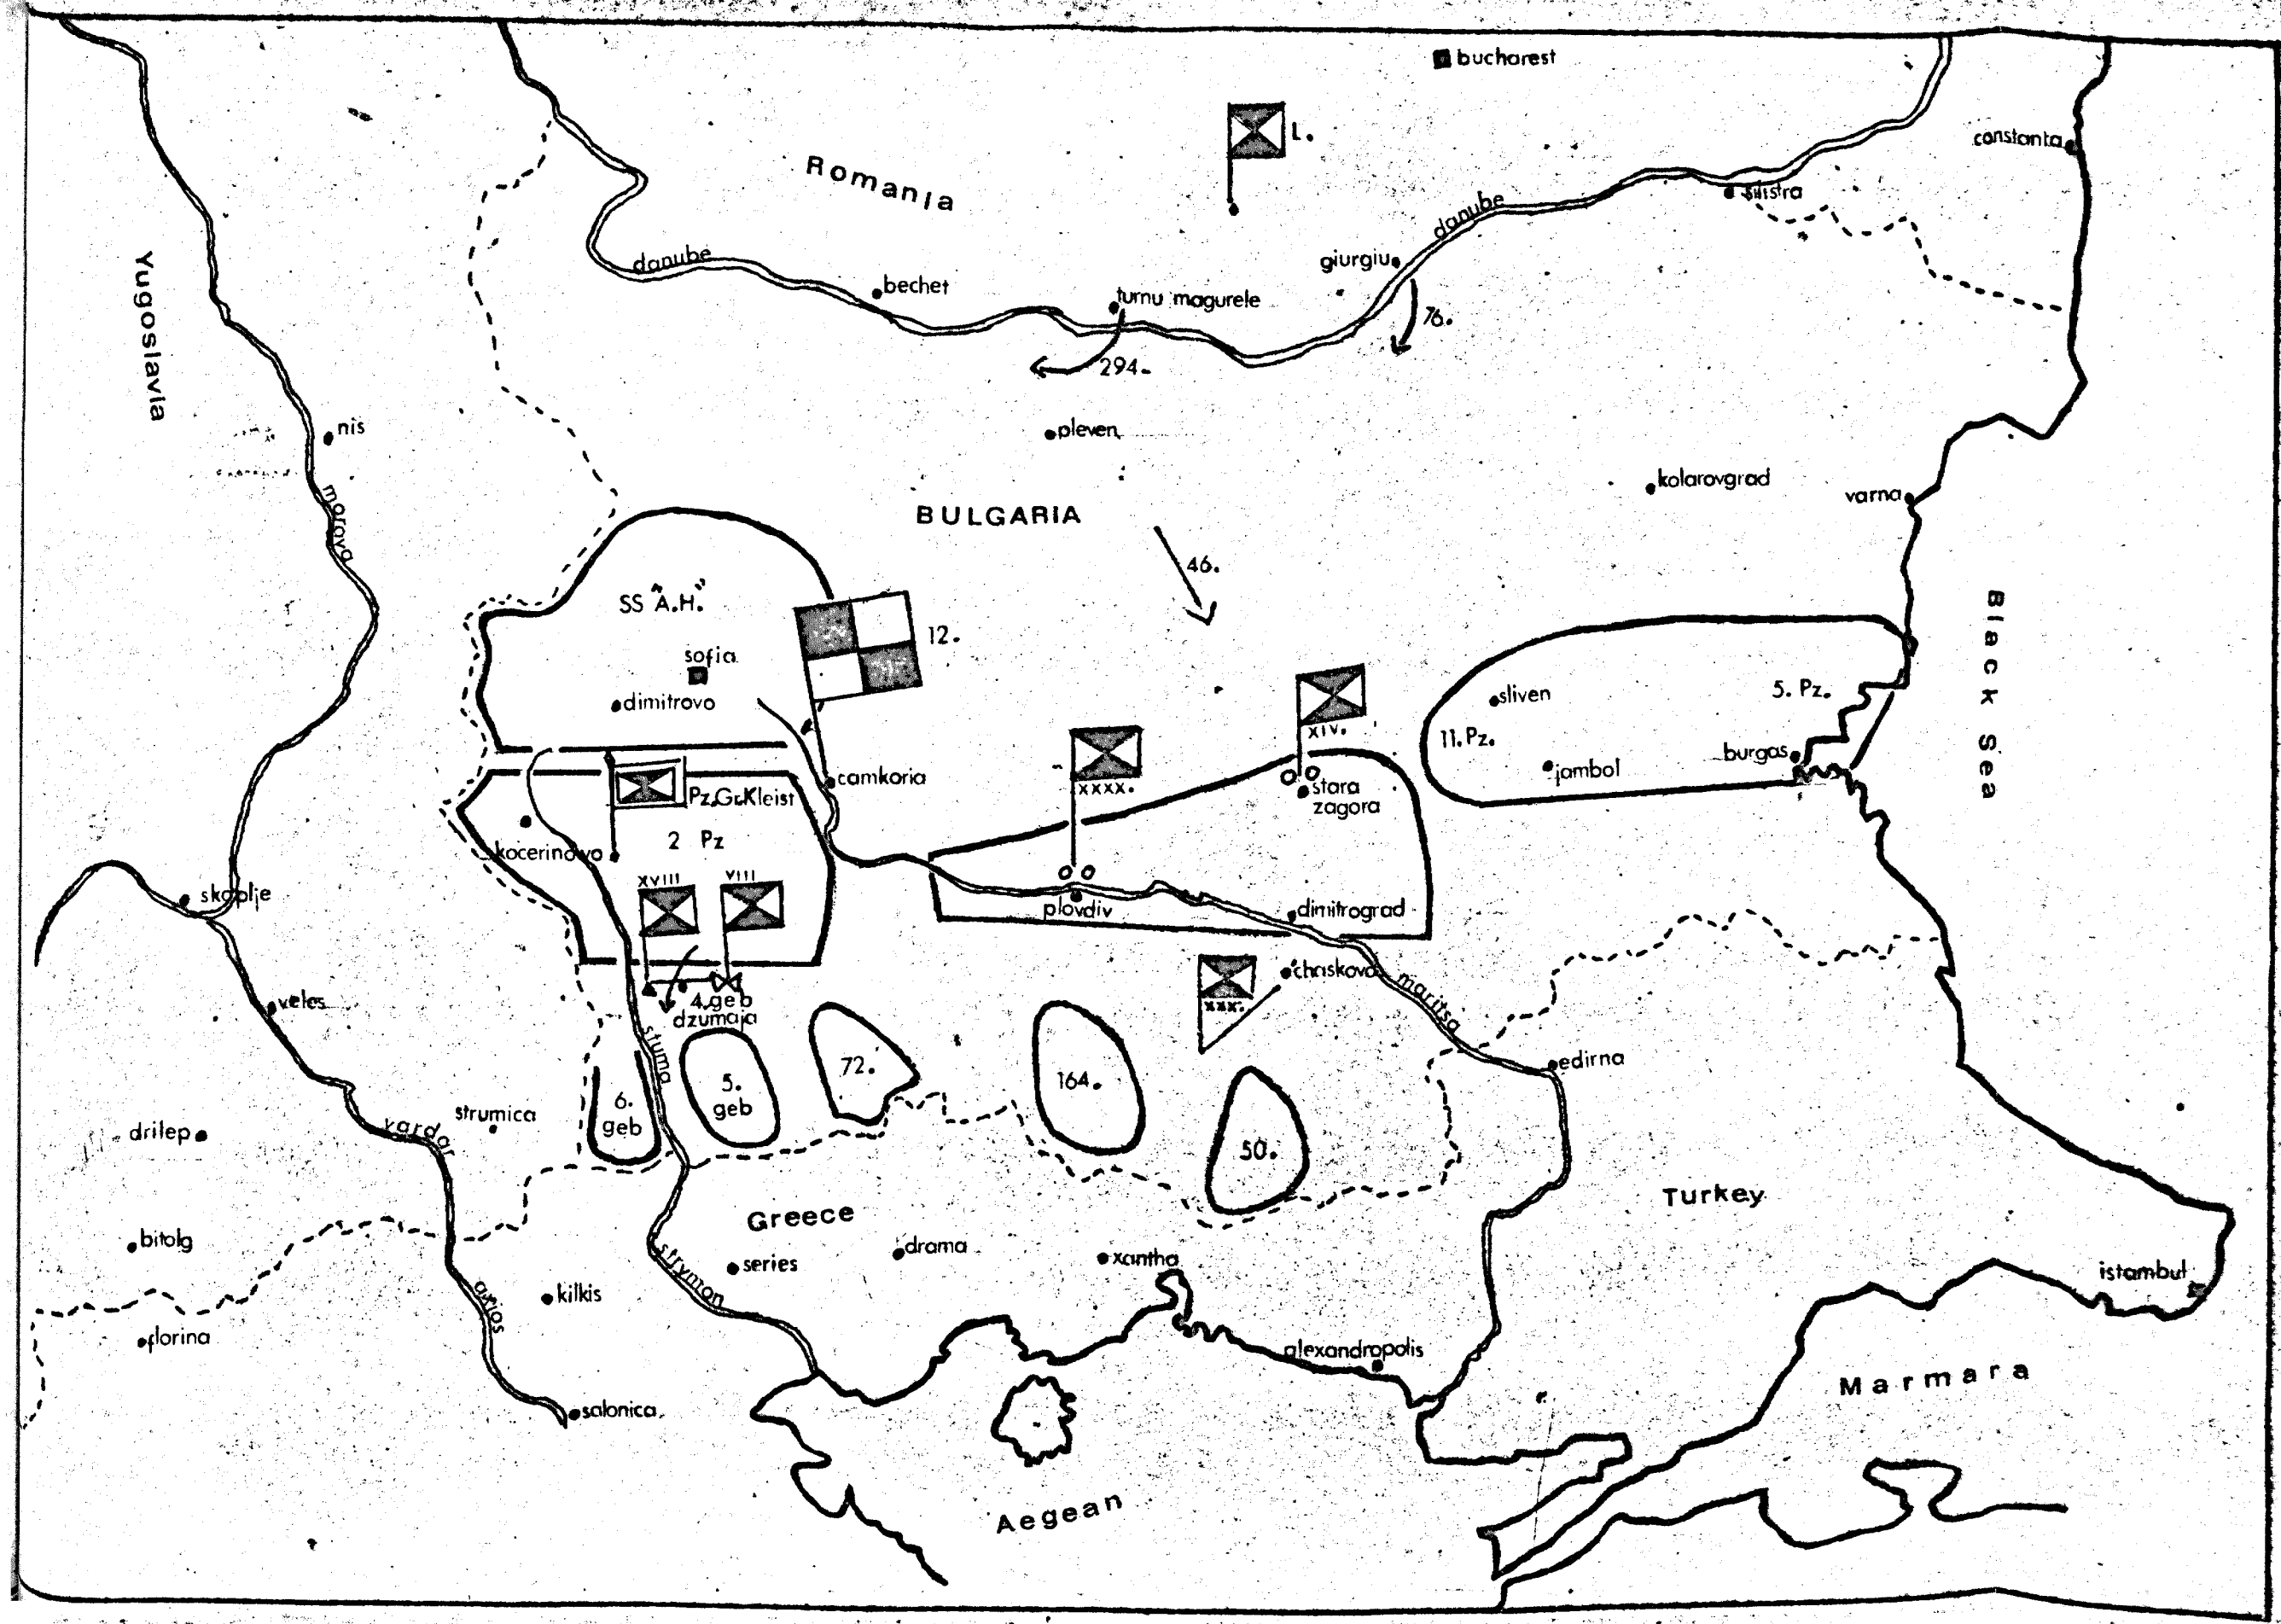 bucharest
L.
constanta
Romania
silistra
danube
danube
giurgiu
bechet
turnu magurele
76.
294.
Yugoslavia
nis
pleven
kolarovgrad
varna
morava
BULGARIA
46.
SS "A.H."
12.
sofia
dimitrovo
Black Sea
sliven
5. Pz.
11. Pz.
burgas
jambol
XIV.
stara
zagora
XXXX.
camkoria
Pz.Gr.Kleist
2 Pz
kocerinovo
XVIII
VIII
skoplje
plovdiv
dimitrograd
chriskovo
XXX.
maritsa
veles
4.geb
dzumaja
stuma
edirna
72.
164.
5.
geb
6.
geb
50.
strumica
drilep
vardar
Turkey
Greece
bitolg
series
drama
xantha
strymon
istambul
axios
kilkis
florina
alexandropolis
Marmara
salonica
Aegean